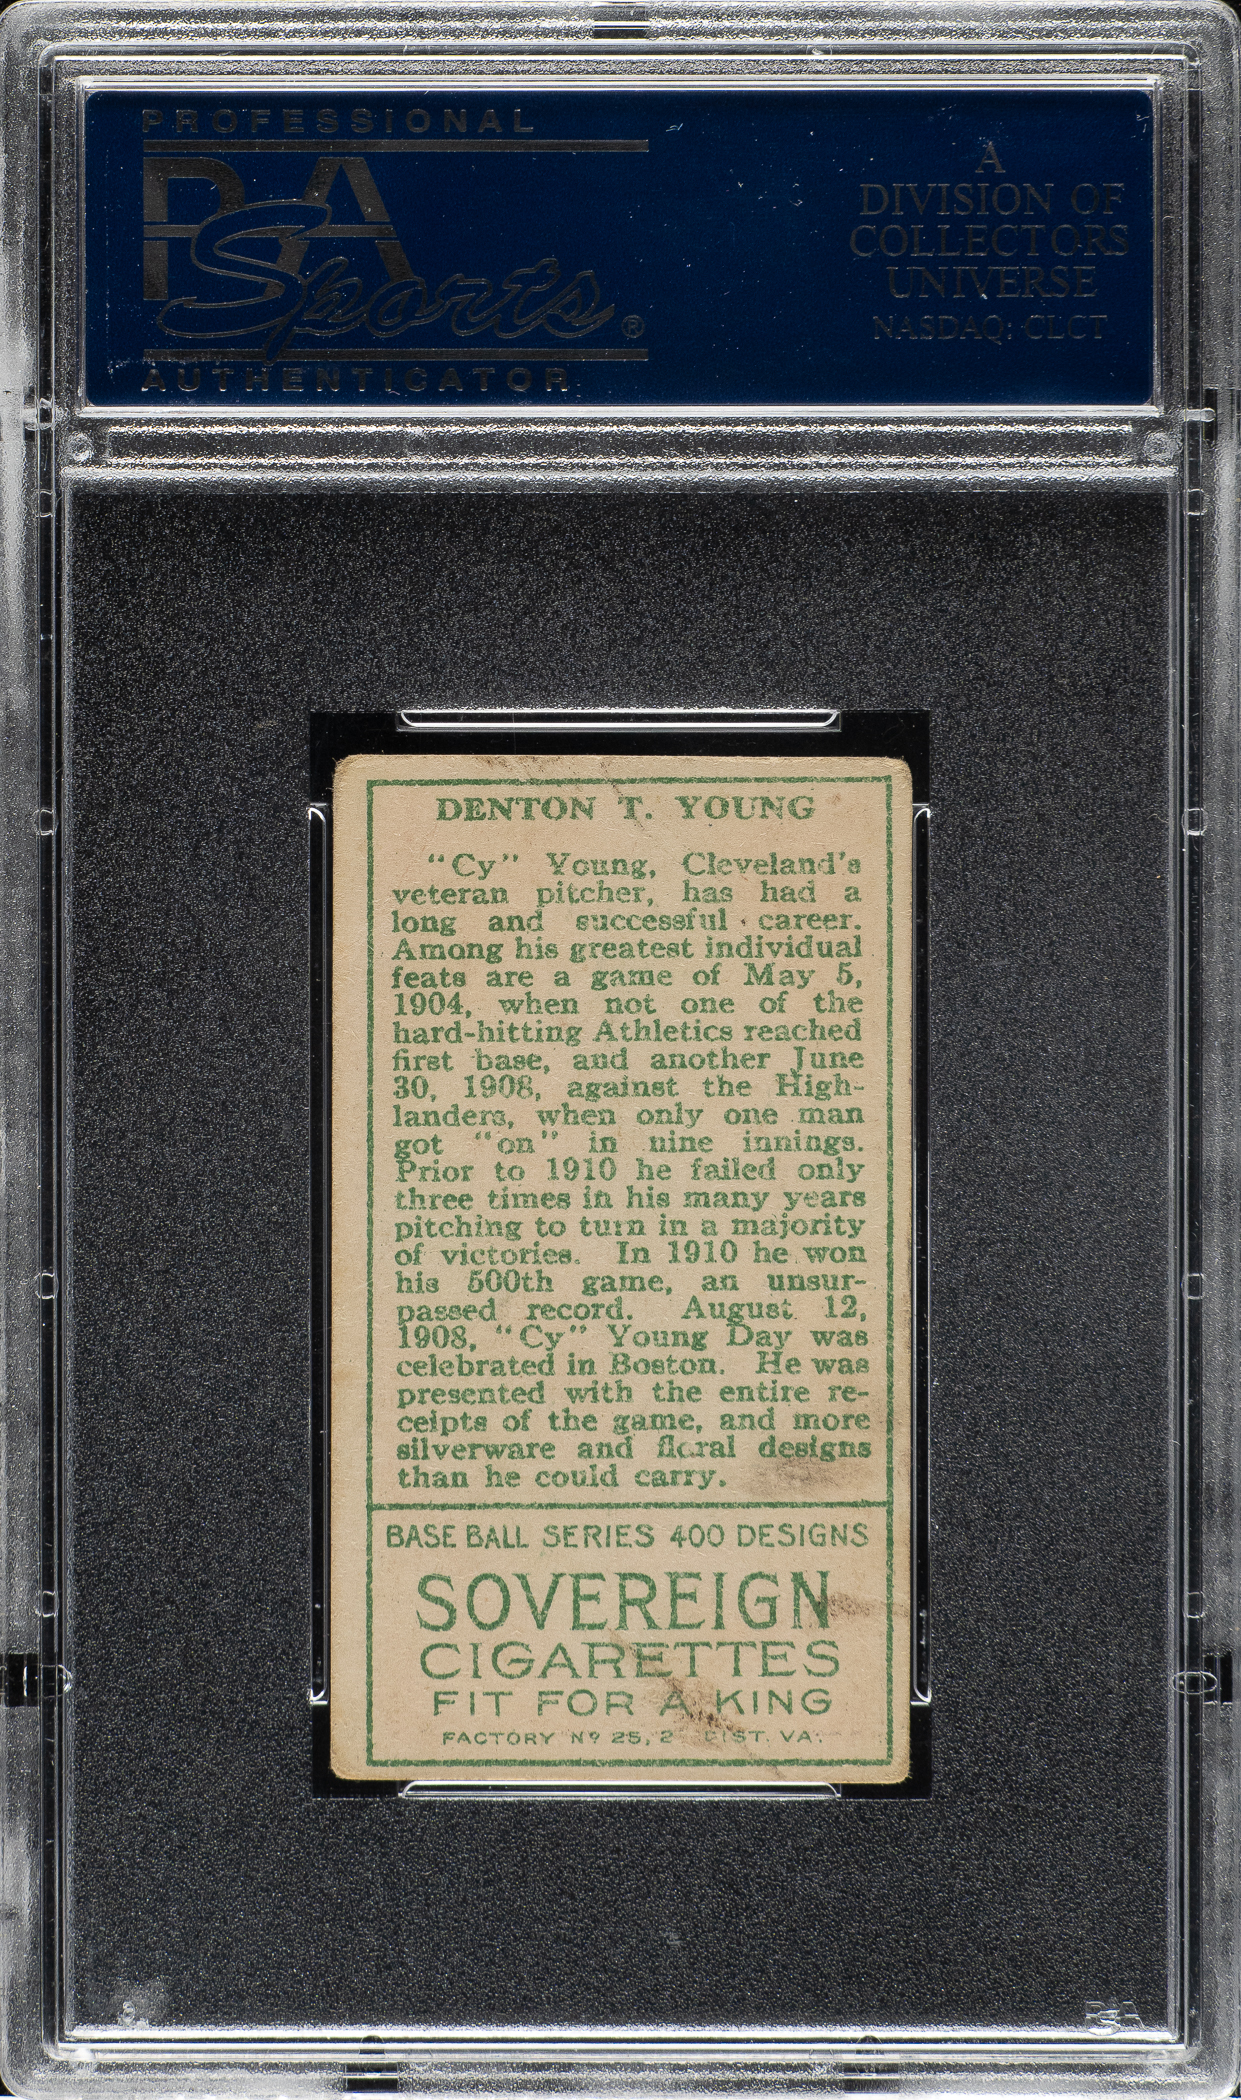 PROFESSIONAL
PSA
Sports®
AUTHENTICATOR
A
DIVISION OF
COLLECTORS
UNIVERSE
NASDAQ: CLCT
DENTON T. YOUNG
"Cy" Young, Cleveland's
veteran pitcher, has had a
long and successful career.
Among his greatest individual
feats are a game of May 5,
1904, when not one of the
hard-hitting Athletics reached
first base, and another June
30, 1908, against the High-
landers, when only one man
got "on" in nine innings.
Prior to 1910 he failed only
three times in his many years
pitching to turn in a majority
of victories. In 1910 he won
his 500th game, an unsur-
passed record. August 12,
1908, "Cy" Young Day was
celebrated in Boston. He was
presented with the entire re-
ceipts of the game, and more
silverware and floral designs
than he could carry.
BASE BALL SERIES 400 DESIGNS
SOVEREIGN
CIGARETTES
FIT FOR A KING
FACTORY Nº 25, 2 DIST. VA.
PSA